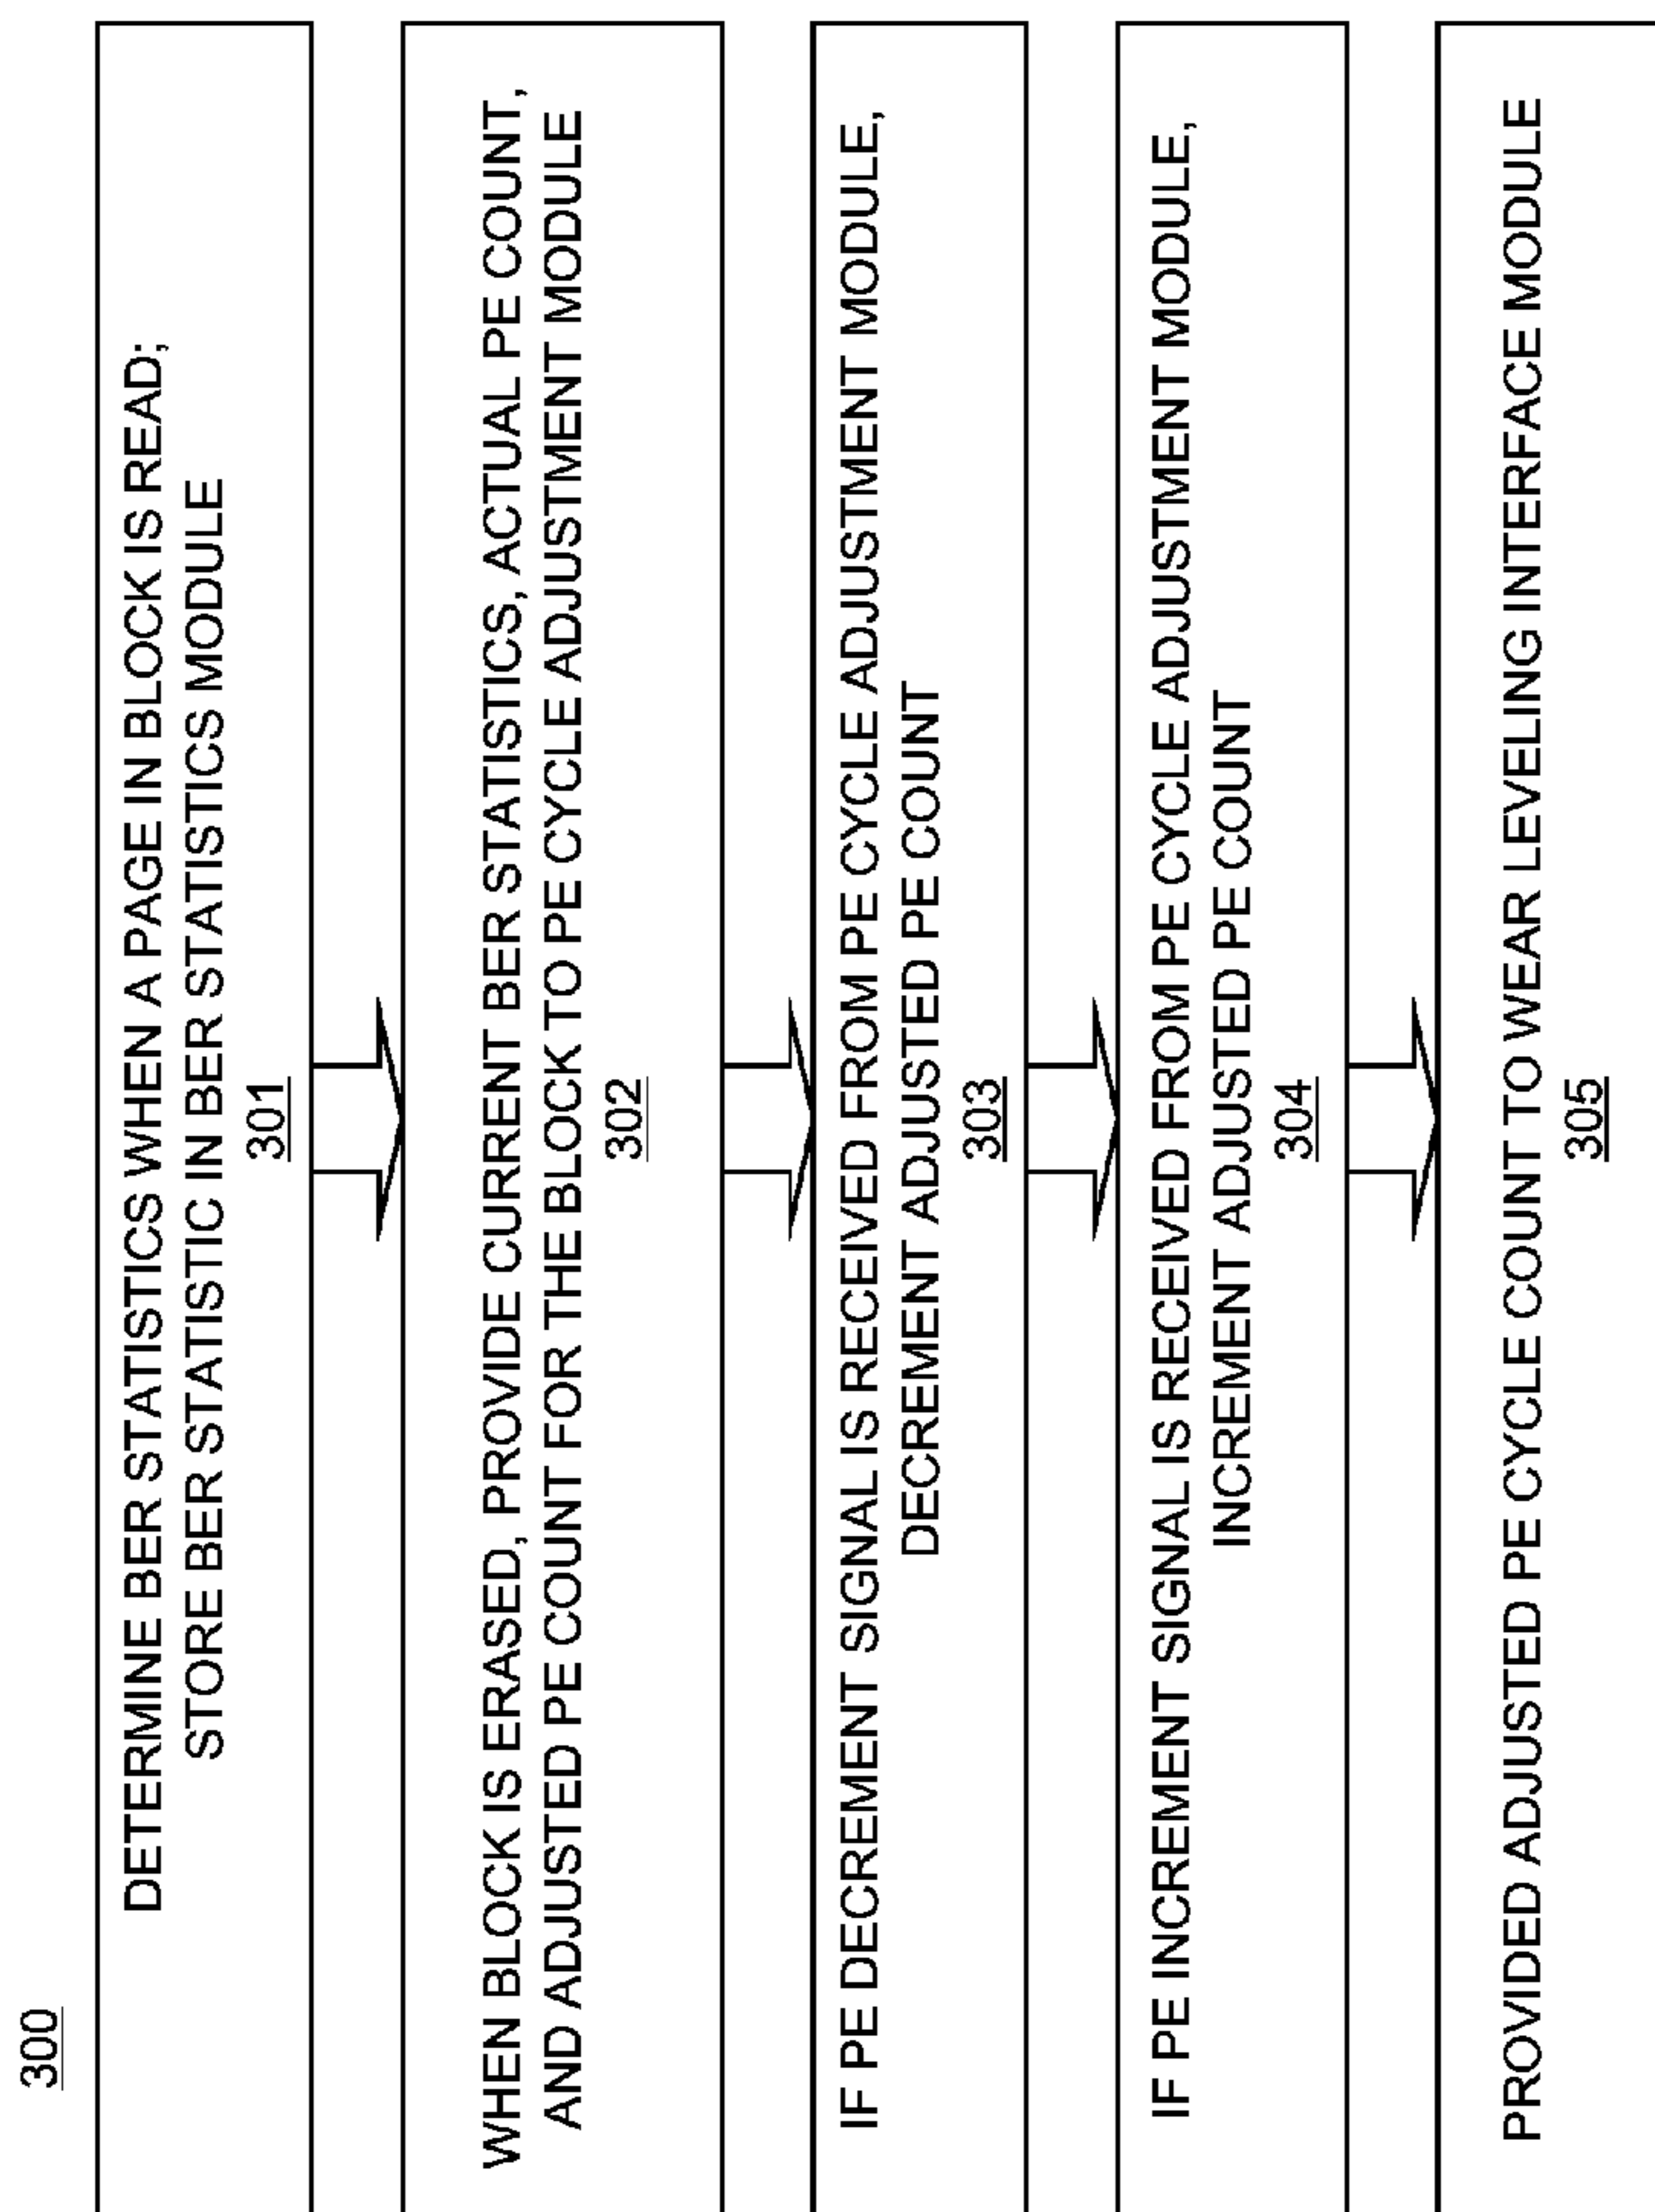 300
DETERMINE BER STATISTICS WHEN A PAGE IN BLOCK IS READ;
STORE BER STATISTIC IN BER STATISTICS MODULE
301
WHEN BLOCK IS ERASED, PROVIDE CURRENT BER STATISTICS, ACTUAL PE COUNT,
AND ADJUSTED PE COUNT FOR THE BLOCK TO PE CYCLE ADJUSTMENT MODULE
302
IF PE DECREMENT SIGNAL IS RECEIVED FROM PE CYCLE ADJUSTMENT MODULE,
DECREMENT ADJUSTED PE COUNT
303
IF PE INCREMENT SIGNAL IS RECEIVED FROM PE CYCLE ADJUSTMENT MODULE,
INCREMENT ADJUSTED PE COUNT
304
PROVIDED ADJUSTED PE CYCLE COUNT TO WEAR LEVELING INTERFACE MODULE
305